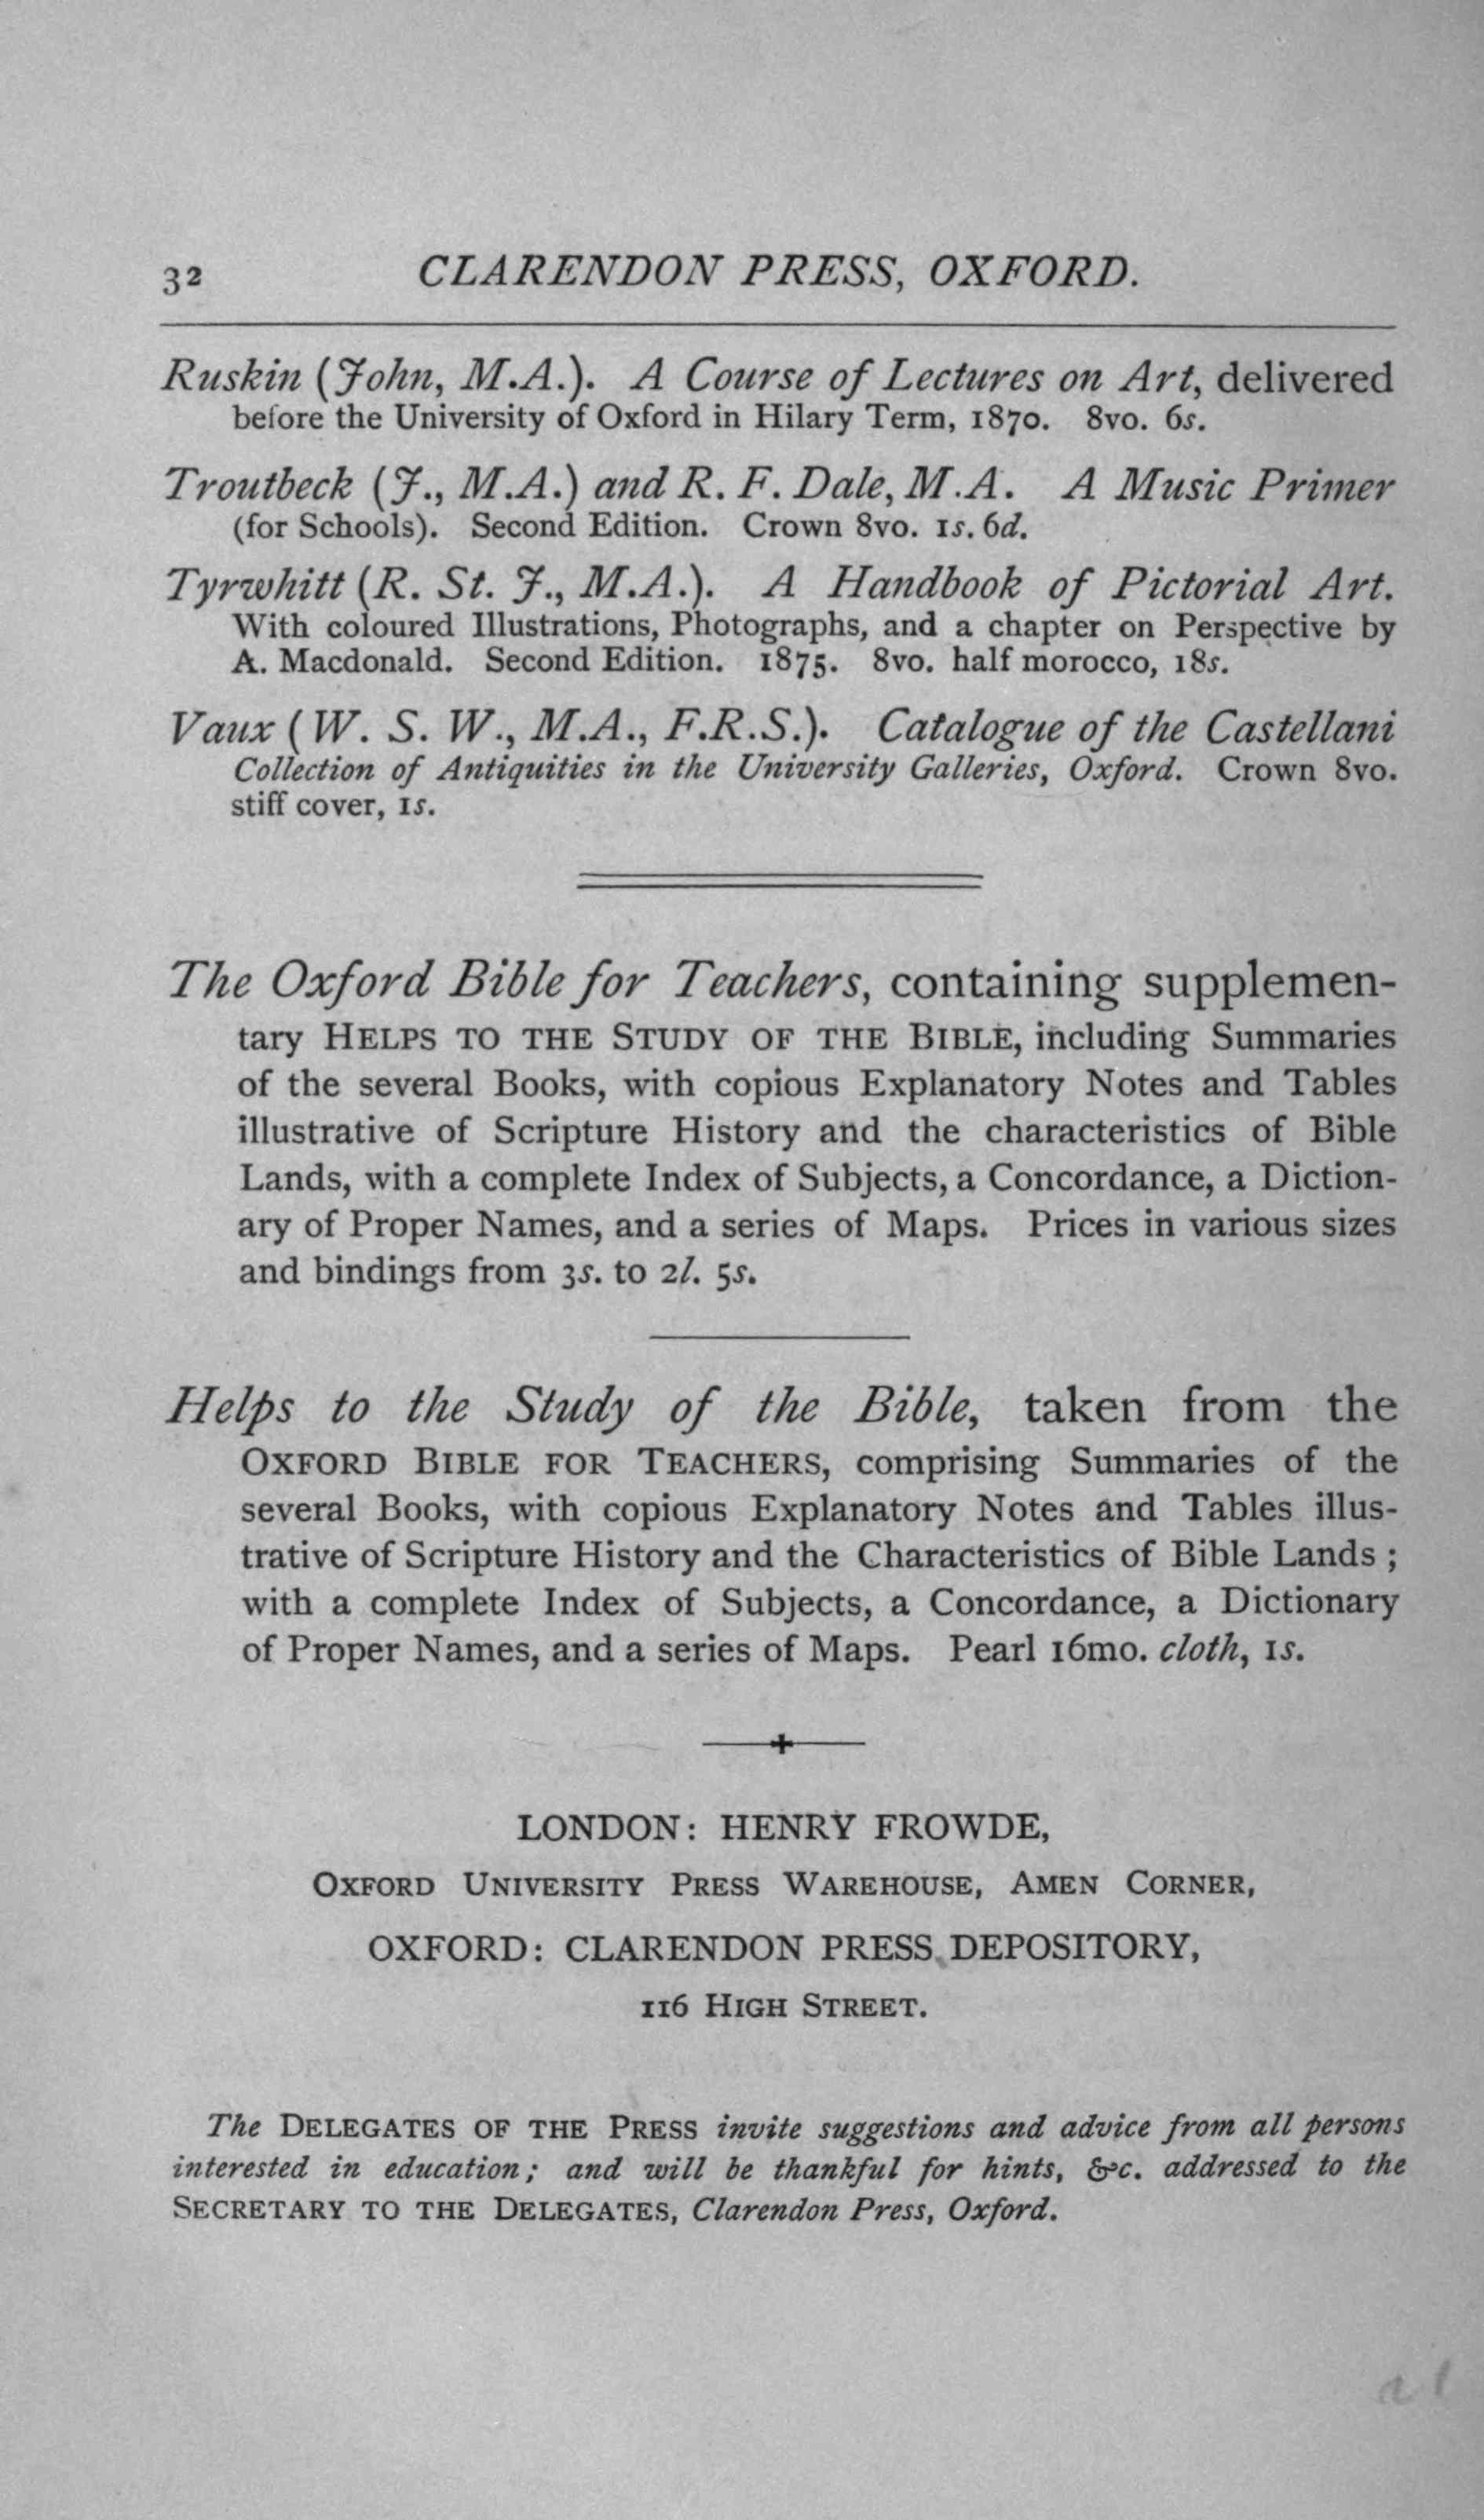 32 CLARENDON PRESS, OXFORD.
Ruskin (John, M.A.). A Course of Lectures on Art, delivered
before the University of Oxford in Hilary Term, 1870. 8vo. 6s.
Troutbeck (J., M.A.) and R. F. Dale, M.A. A Music Primer
(for Schools). Second Edition. Crown 8vo. 1s. 6d.
Tyrwhitt (R. St. J., M.A.). A Handbook of Pictorial Art.
With coloured Illustrations, Photographs, and a chapter on Perspective by
A. Macdonald. Second Edition. 1875. 8vo. half morocco, 18s.
Vaux (W. S. W., M.A., F.R.S.). Catalogue of the Castellani
Collection of Antiquities in the University Galleries, Oxford. Crown 8vo.
stiff cover, 1s.
The Oxford Bible for Teachers, containing supplemen-
tary HELPS TO THE STUDY OF THE BIBLE, including Summaries
of the several Books, with copious Explanatory Notes and Tables
illustrative of Scripture History and the characteristics of Bible
Lands, with a complete Index of Subjects, a Concordance, a Diction-
ary of Proper Names, and a series of Maps. Prices in various sizes
and bindings from 3s. to 2l. 5s.
Helps to the Study of the Bible, taken from the
OXFORD BIBLE FOR TEACHERS, comprising Summaries of the
several Books, with copious Explanatory Notes and Tables illus-
trative of Scripture History and the Characteristics of Bible Lands ;
with a complete Index of Subjects, a Concordance, a Dictionary
of Proper Names, and a series of Maps. Pearl 16mo. cloth, 1s.
LONDON: HENRY FROWDE,
OXFORD UNIVERSITY PRESS WAREHOUSE, AMEN CORNER,
OXFORD: CLARENDON PRESS DEPOSITORY,
116 HIGH STREET.
The DELEGATES OF THE PRESS invite suggestions and advice from all persons
interested in education; and will be thankful for hints, &c. addressed to the
SECRETARY TO THE DELEGATES, Clarendon Press, Oxford.